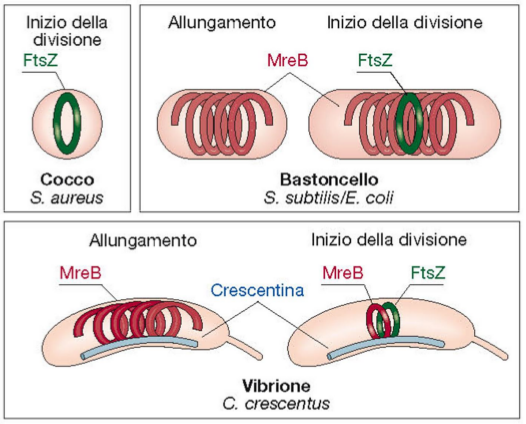 Inizio della
divisione
FtsZ
Cocco
S. aureus
Allungamento
Inizio della divisione
MreB
FtsZ
Bastoncello
S. subtilis/E. coli
Allungamento
Inizio della divisione
MreB
Crescentina
MreB
FtsZ
Vibrione
C. crescentus